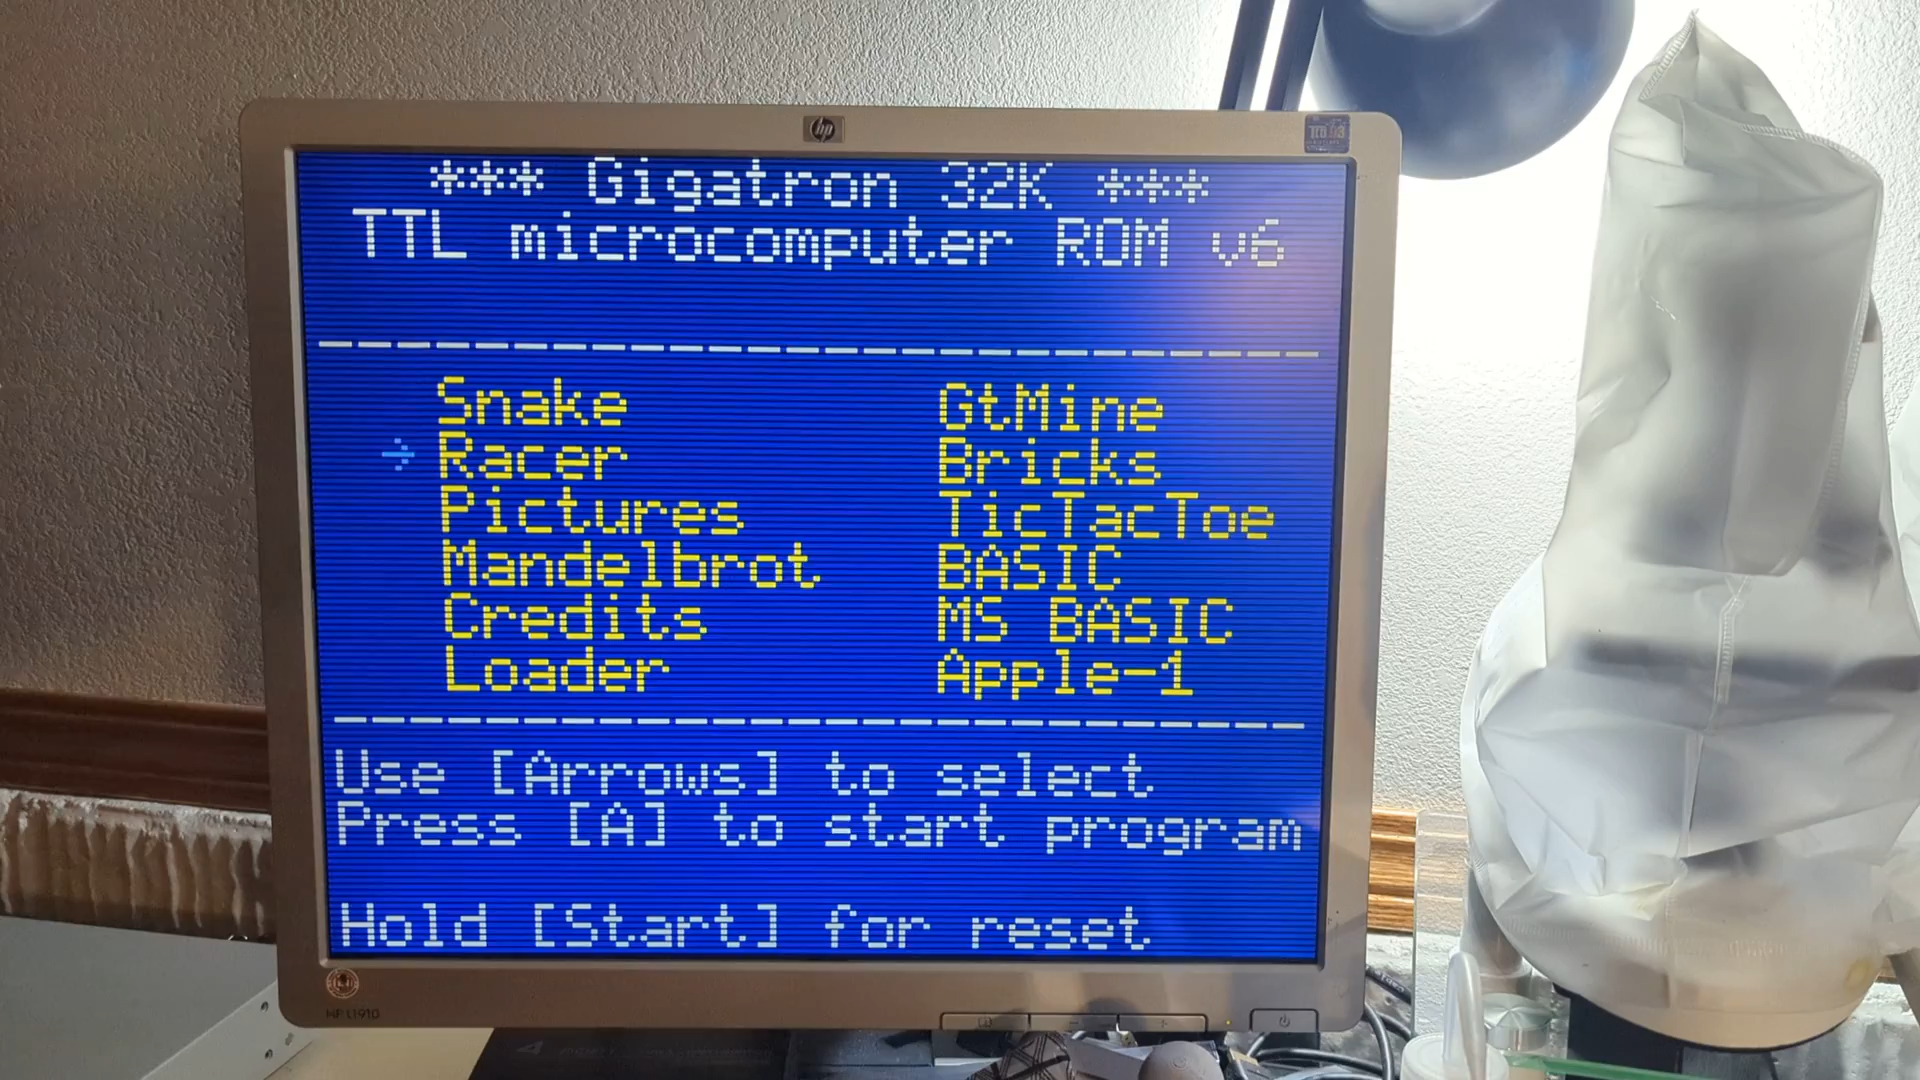 hp
*** Gigatron 32K ***
TTL microcomputer ROM v6
Snake
GtMine
→ Racer
Bricks
Pictures
TicTacToe
Mandelbrot
BASIC
Credits
MS BASIC
Loader
Apple-1
Use [Arrows] to select
Press [A] to start program
Hold [Start] for reset
HP L1910